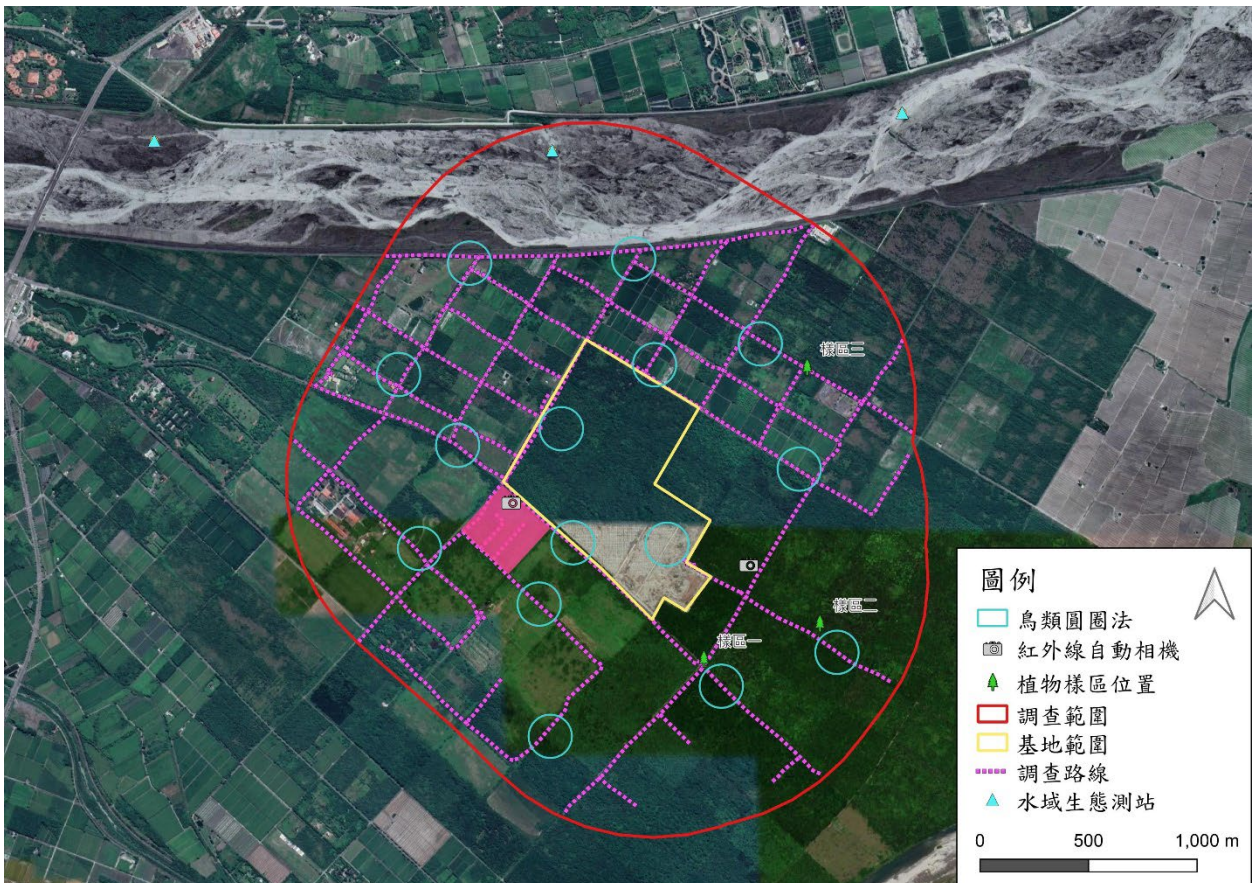 樣區三
樣區二
樣區一
圖例
鳥類圓圈法
紅外線自動相機
植物樣區位置
調查範圍
基地範圍
調查路線
水域生態測站
0 500 1,000 m